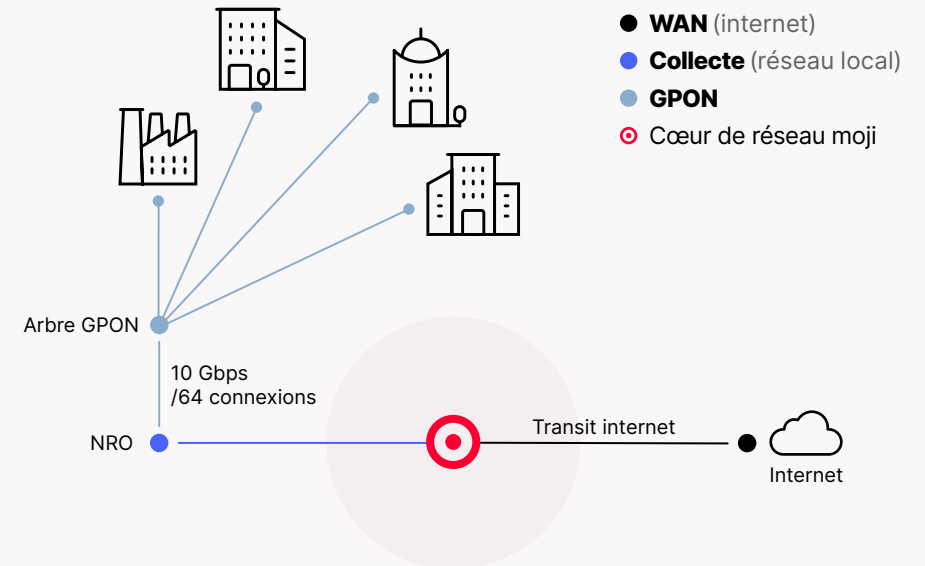 WAN (internet)
Collecte (réseau local)
GPON
Cœur de réseau moji
Arbre GPON
10 Gbps
/64 connexions
NRO
Transit internet
Internet